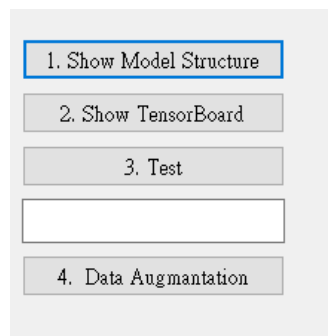 1. Show Model Structure
2. Show TensorBoard
3. Test
4. Data Augmantation